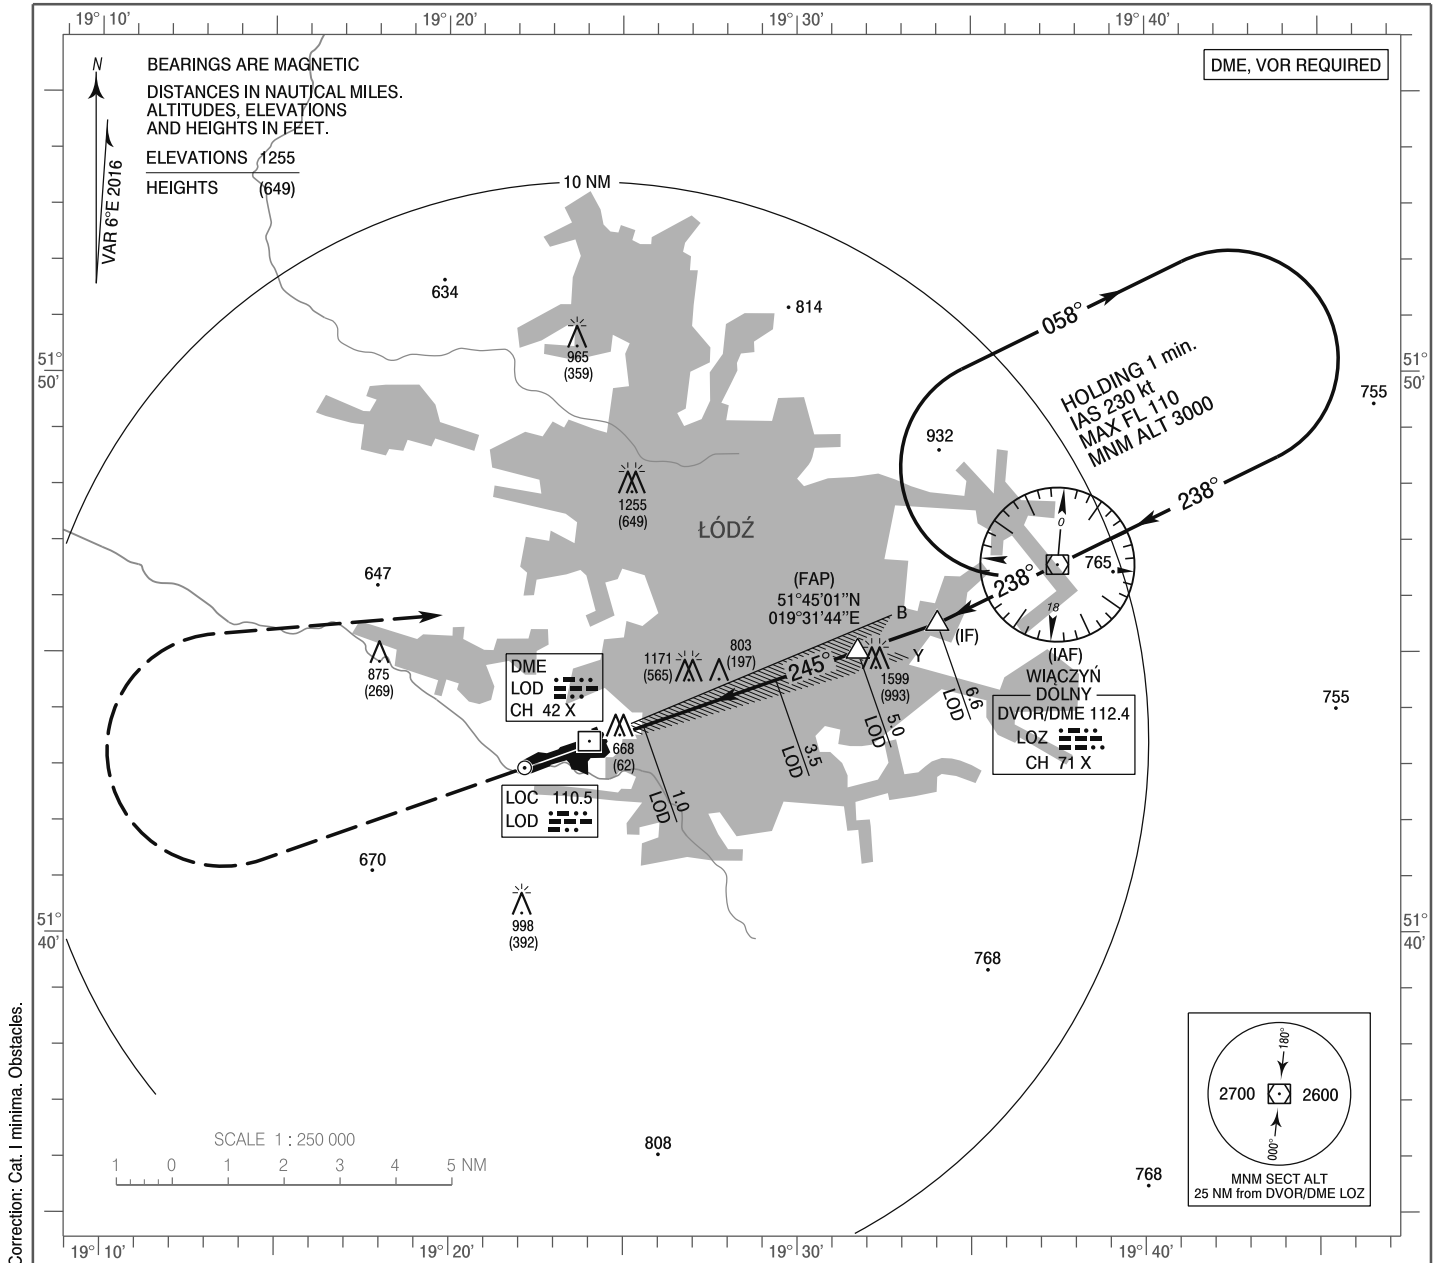 19° 10’
19° 20’
19° 30’
19° 40’
N
BEARINGS ARE MAGNETIC
DISTANCES IN NAUTICAL MILES.
ALTITUDES, ELEVATIONS
AND HEIGHTS IN FEET.
ELEVATIONS 1255
HEIGHTS (649)
VAR 6°E 2016
DME, VOR REQUIRED
10 NM
634
814
965
(359)
058°
HOLDING 1 min.
IAS 230 kt
MAX FL 110
MNM ALT 3000
51°
50’
51°
50’
755
932
238°
1255
(649)
ŁÓDŹ
0
765
18
238°
647
(FAP)
51°45’01’’N
019°31’44’’E
B
(IF)
Y
(IAF)
WIĄCZYŃ
DOLNY
DVOR/DME 112.4
LOZ
CH 71 X
875
(269)
DME
LOD
CH 42 X
1171
(565)
803
(197)
245°
1599
(993)
6.6
LOD
5.0
LOD
3.5
LOD
1.0
LOD
755
668
(62)
LOC 110.5
LOD
670
998
(392)
51°
40’
51°
40’
768
Correction: Cat. I minima. Obstacles.
SCALE 1 : 250 000
1 0 1 2 3 4 5 NM
808
768
180°
2700
2600
000°
MNM SECT ALT
25 NM from DVOR/DME LOZ
19° 10’
19° 20’
19° 30’
19° 40’